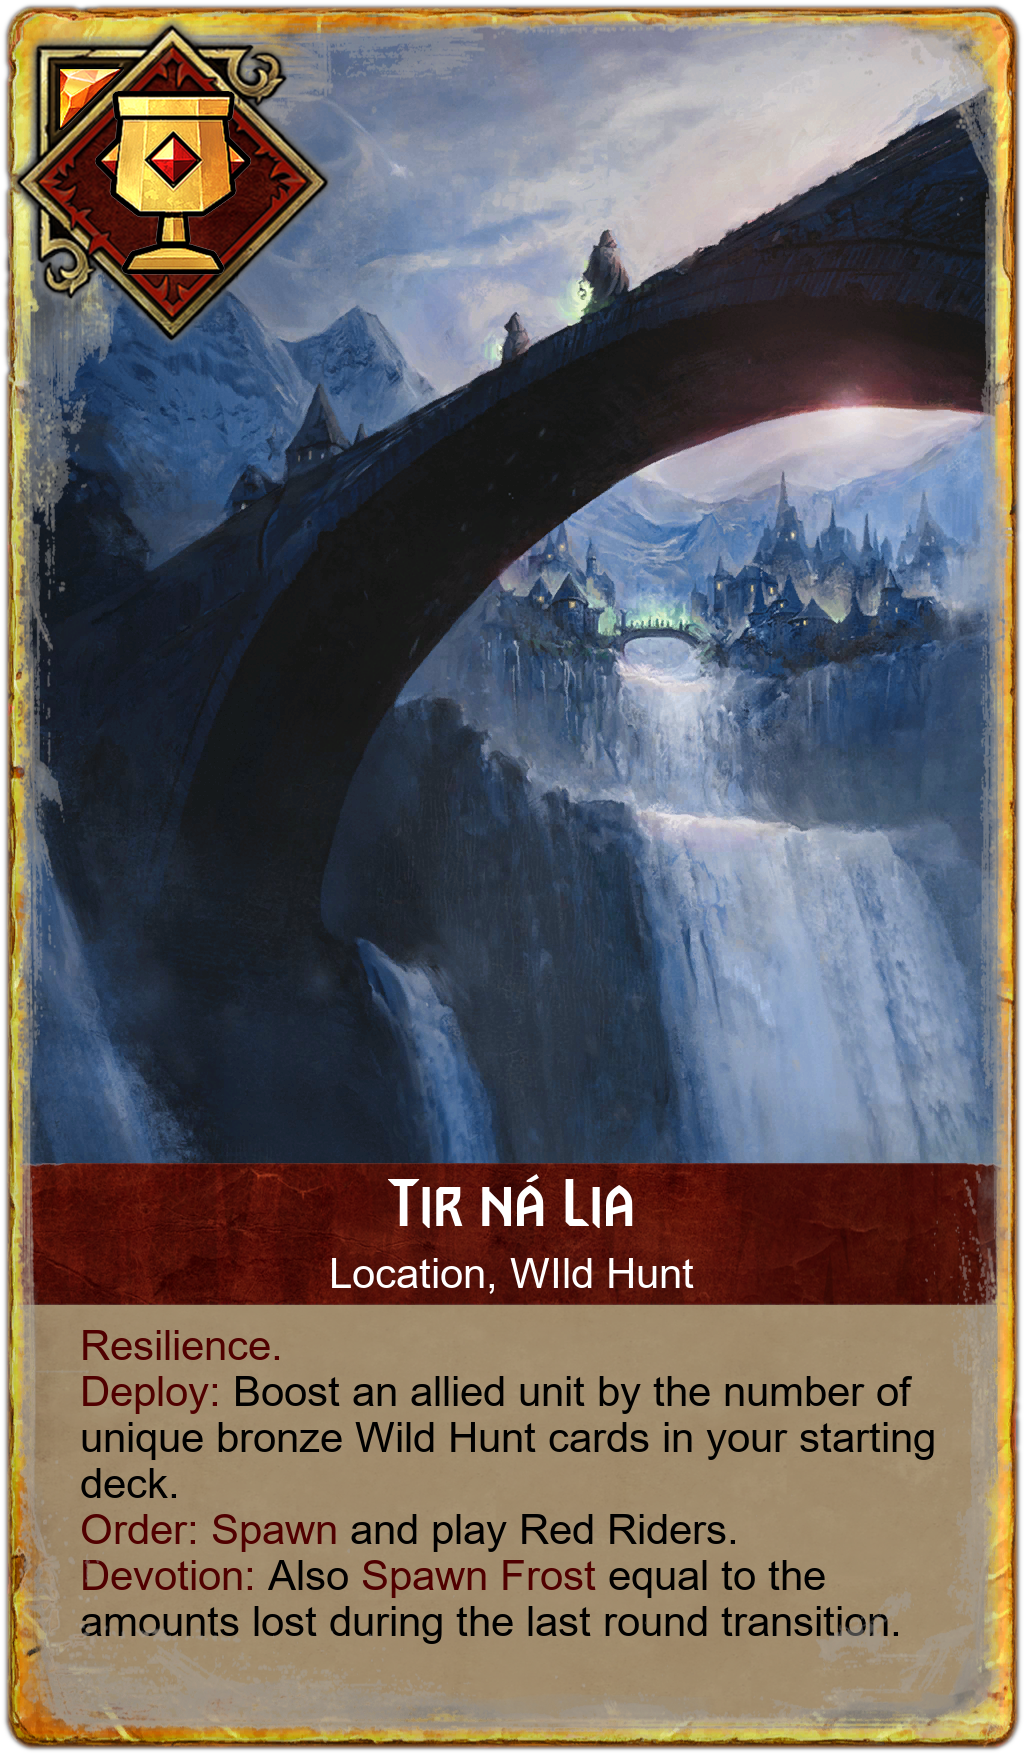 Tir ná Lia
Location, WIld Hunt
Resilience.
Deploy: Boost an allied unit by the number of
unique bronze Wild Hunt cards in your starting
deck.
Order: Spawn and play Red Riders.
Devotion: Also Spawn Frost equal to the
amounts lost during the last round transition.